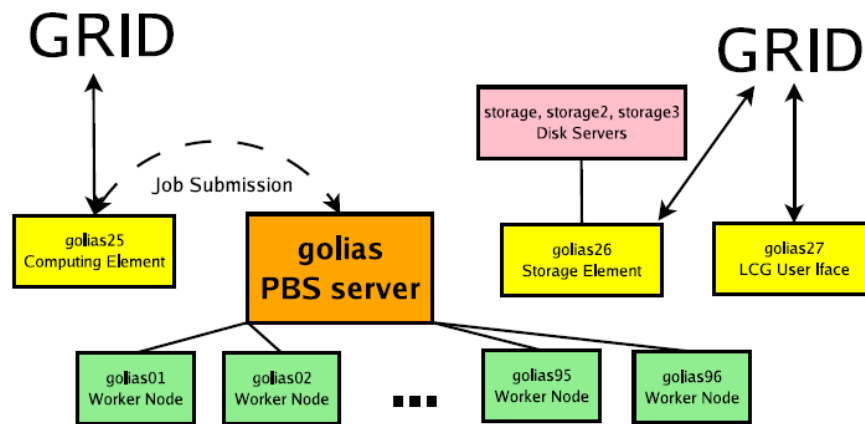 GRID
GRID
storage, storage2, storage3
Disk Servers
Job Submission
golias25
Computing Element
golias
PBS server
golias26
Storage Element
golias27
LCG User Iface
golias01
Worker Node
golias02
Worker Node
...
golias95
Worker Node
golias96
Worker Node